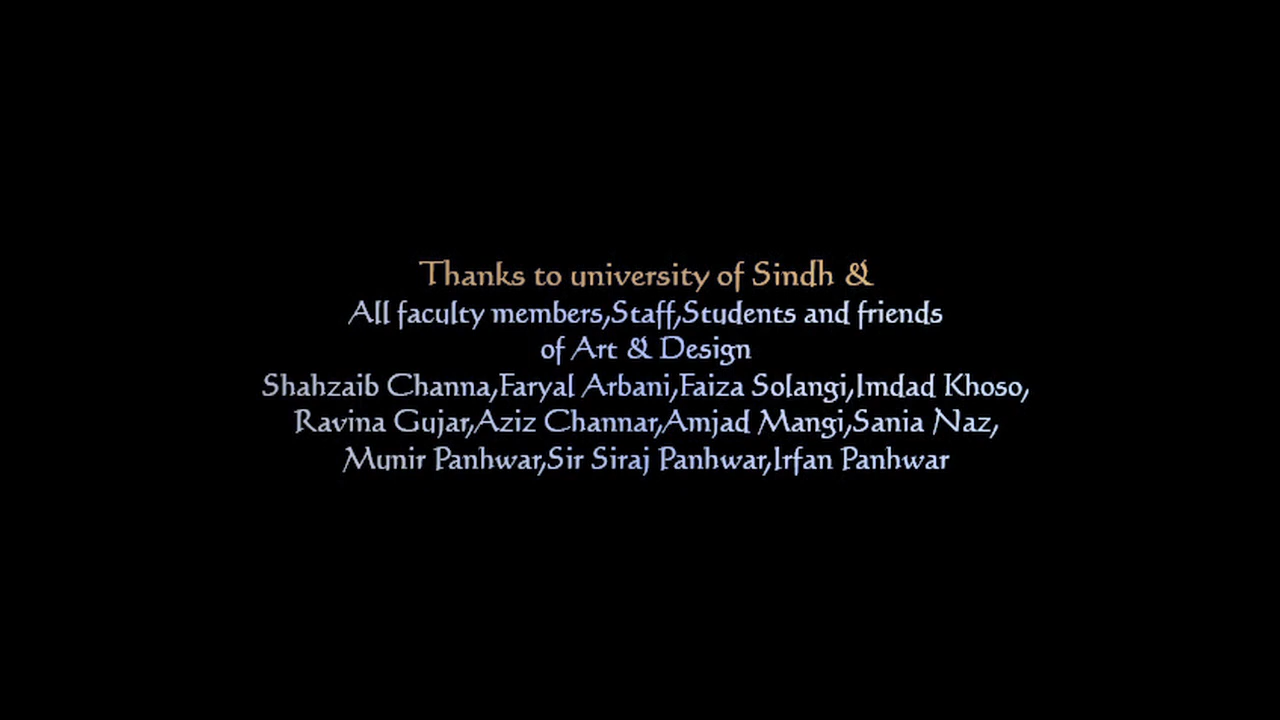 Thanks to university of Sindh &
All faculty members,Staff,Students and friends
of Art & Design
Shahzaib Channa,Faryal Arbani,Faiza Solangi,Imdad Khoso,
Ravina Gujar,Aziz Channar,Amjad Mangi,Sania Naz,
Munir Panhwar,Sir Siraj Panhwar,Irfan Panhwar